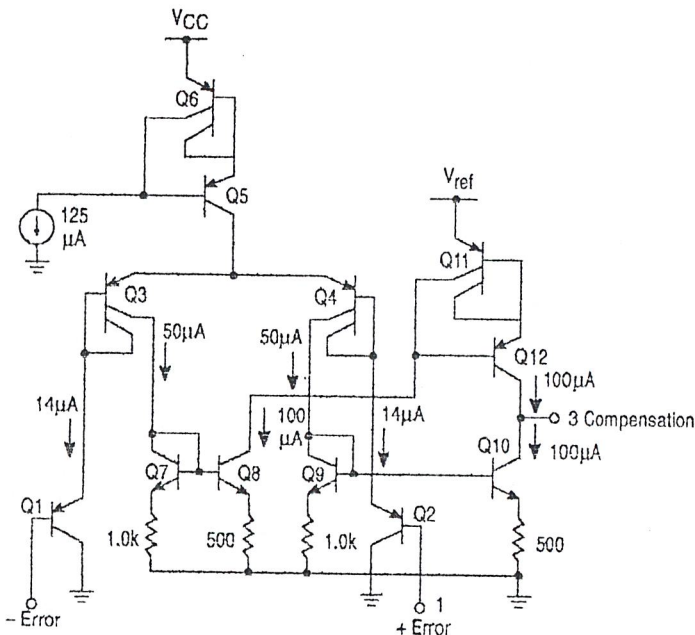 VCC
Q6
Q5
125
μA
Vref
Q11
Q3
Q4
50μA
50μA
Q12
100μA
14μA
100
μA
14μA
3 Compensation
100μA
Q7
Q8
Q9
Q10
Q1
Q2
1.0k
500
1.0k
500
– Error
1
+ Error